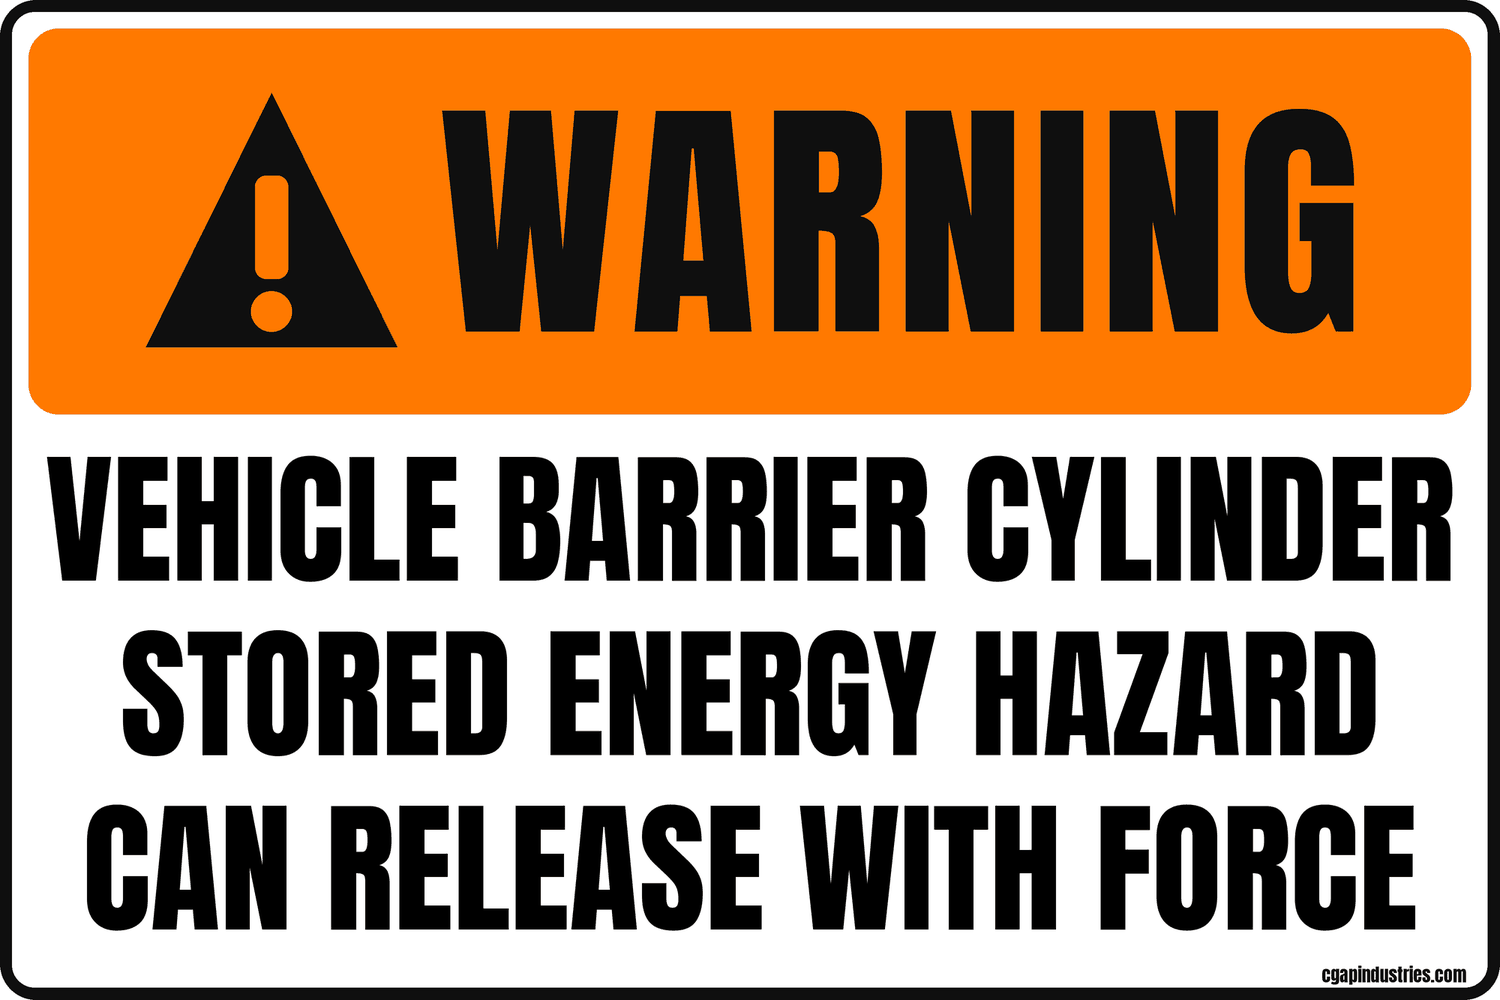 WARNING
VEHICLE BARRIER CYLINDER
STORED ENERGY HAZARD
CAN RELEASE WITH FORCE
cgapindustries.com